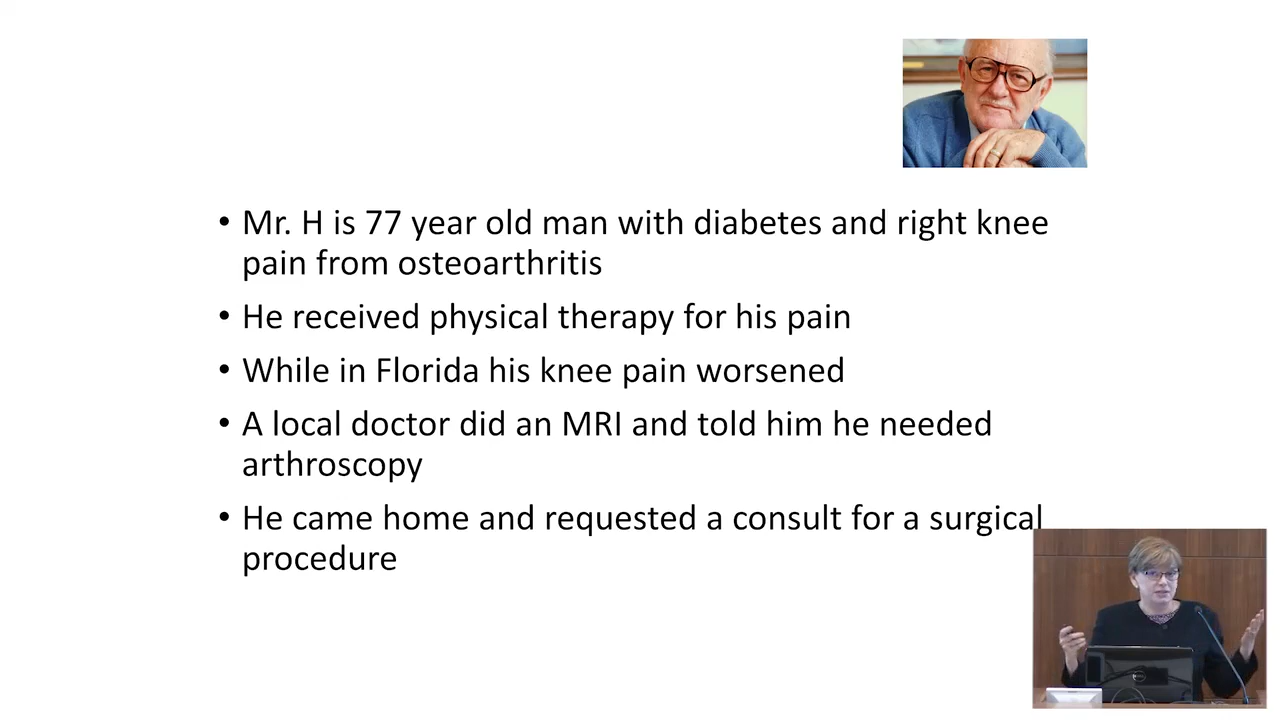 • Mr. H is 77 year old man with diabetes and right knee
pain from osteoarthritis
• He received physical therapy for his pain
• While in Florida his knee pain worsened
• A local doctor did an MRI and told him he needed
arthroscopy
• He came home and requested a consult for a surgical
procedure